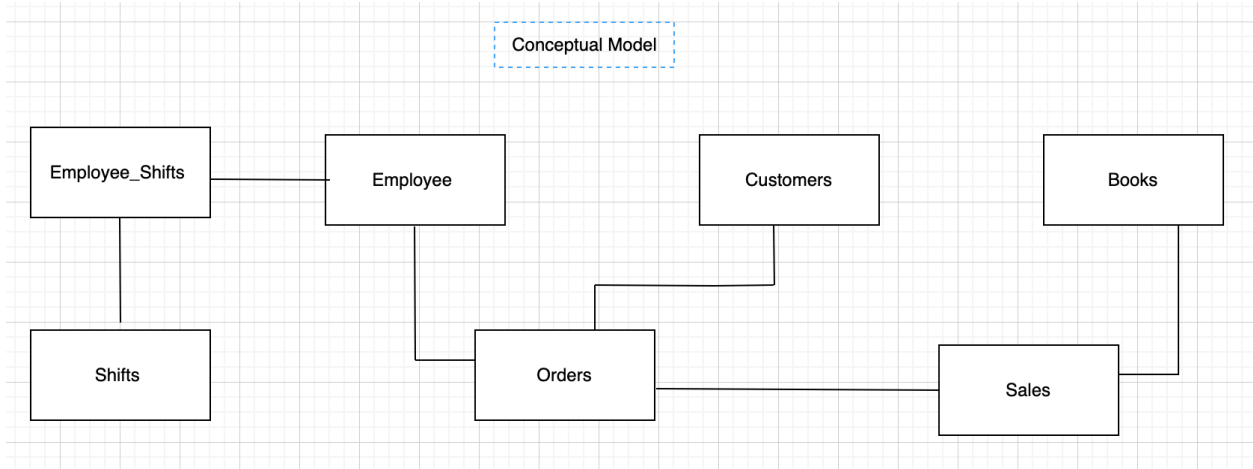 Conceptual Model
Employee_Shifts
Employee
Customers
Books
Shifts
Orders
Sales